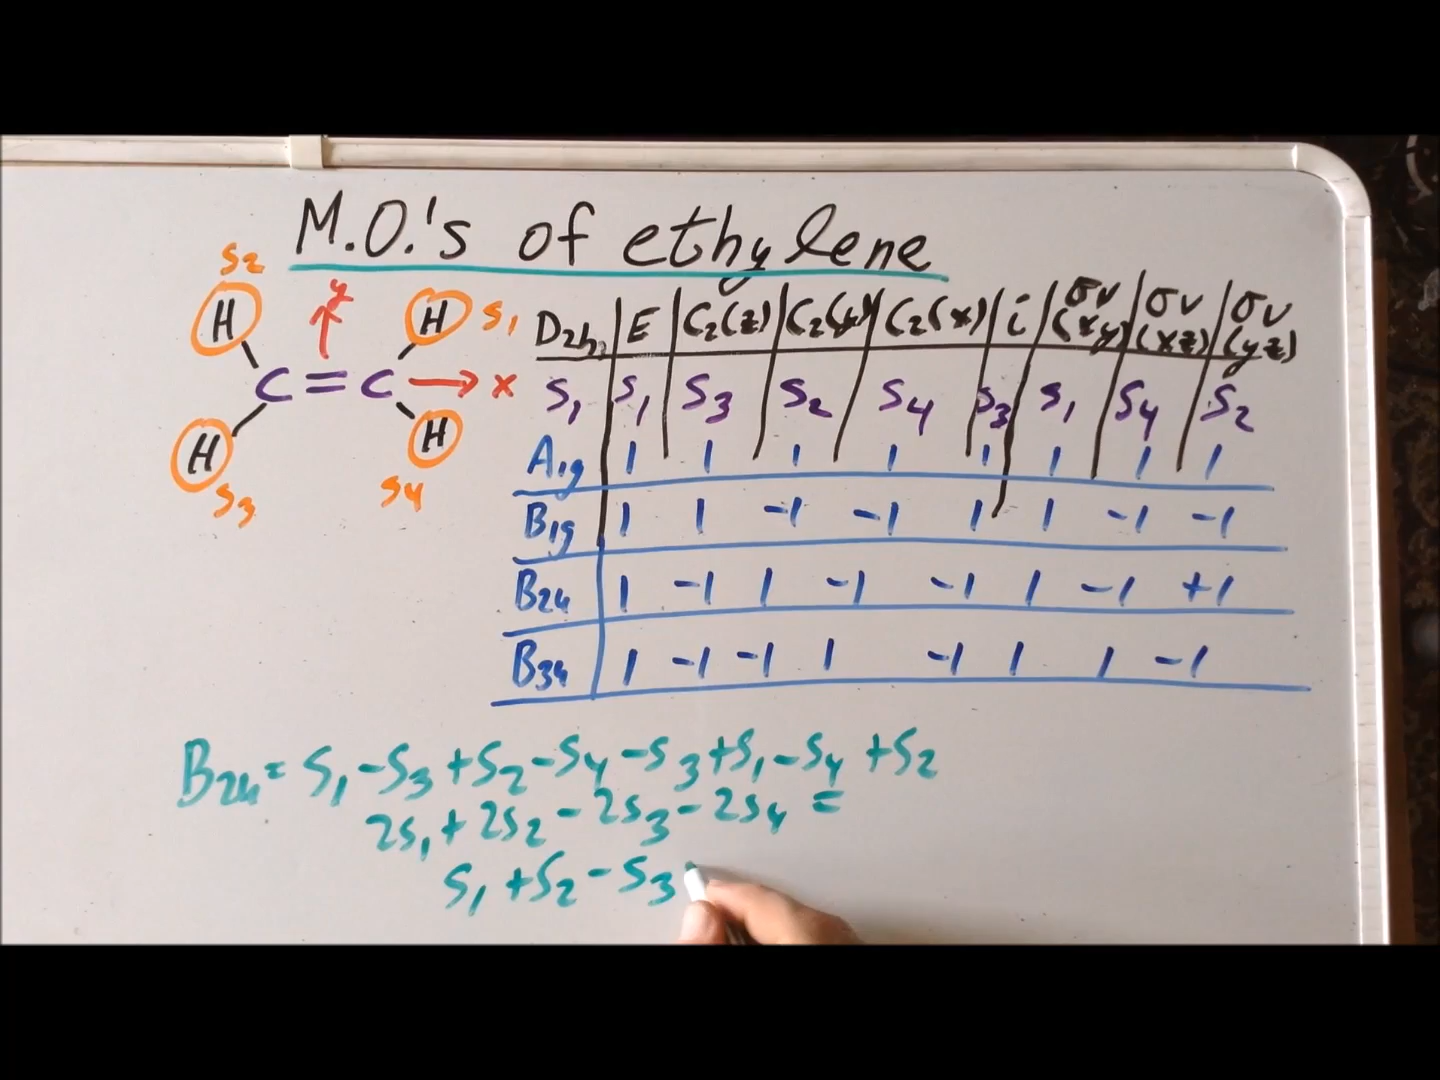 M.O.'s of ethylene
S2
H
y
H S1
C=C → x
H
S3
H
S4
D2h E C2(z) C2(y) C2(x) i σv (xy) σv (xz) σv (yz)
S1 S1 S3 S2 S4 S3 S1 S4 S2
A1g 1 1 1 1 1 1 1 1
B1g 1 1 -1 -1 1 1 -1 -1
B2u 1 -1 1 -1 -1 1 -1 +1
B3u 1 -1 -1 1 -1 1 1 -1
B2u = S1 - S3 + S2 - S4 - S3 + S1 - S4 + S2
2S1 + 2S2 - 2S3 - 2S4 =
S1 + S2 - S3